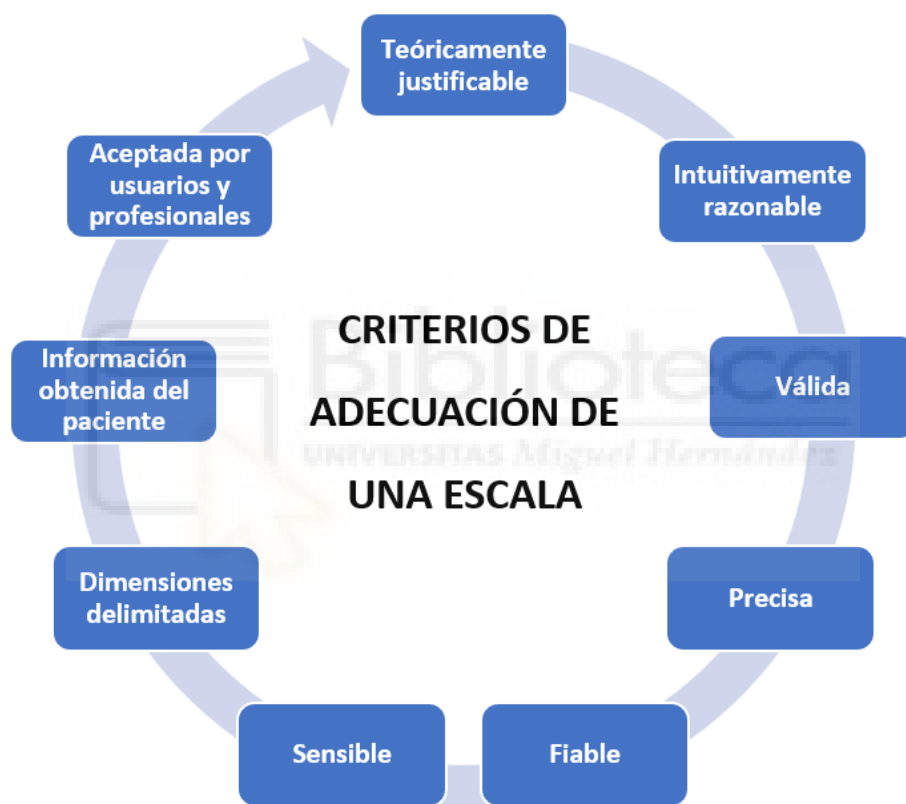 Teóricamente
justificable
Intuitivamente
razonable
Válida
Precisa
Fiable
Sensible
Dimensiones
delimitadas
Información
obtenida del
paciente
Aceptada por
usuarios y
profesionales
CRITERIOS DE
ADECUACIÓN DE
UNA ESCALA
Biblioteca
UNIVERSITAS Miguel Hernández